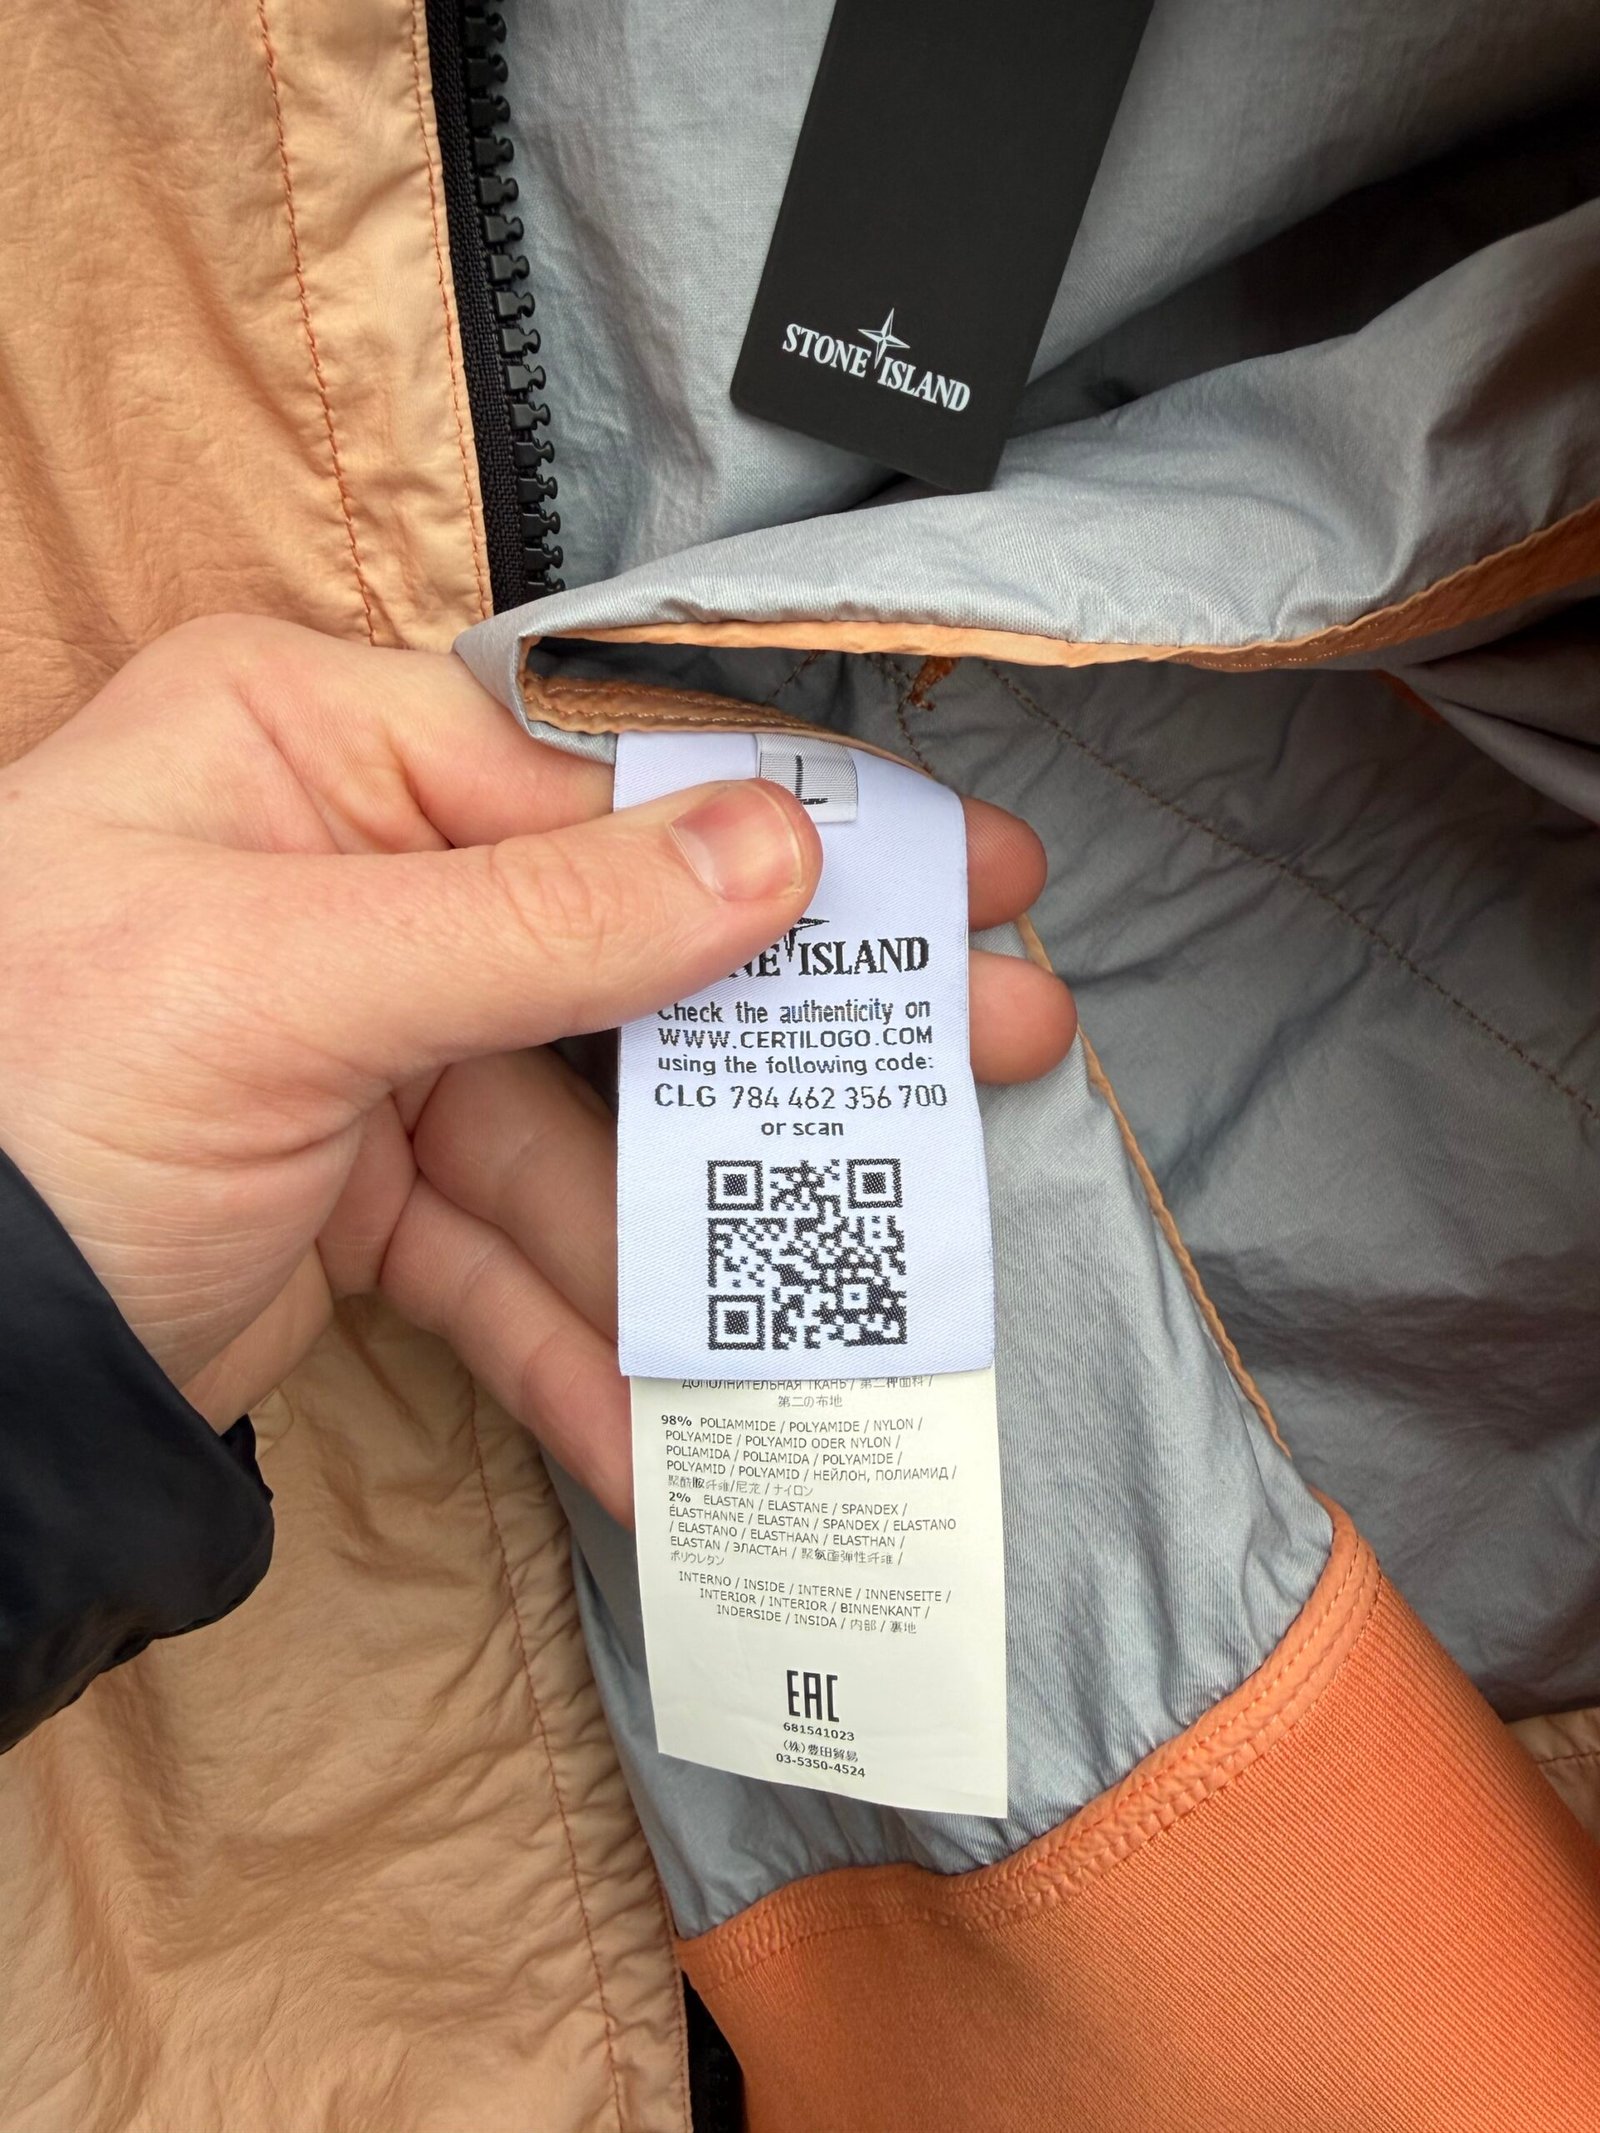 STONE ISLAND
L
ISLAND
Check the authenticity on
WWW.CERTILOGO.COM
using the following code:
CLG 784 462 356 700
or scan
ДОПОЛНИТЕЛЬНАЯ ТКАНЬ / 第二种面料 /
第二の布地
98% POLIAMMIDE / POLYAMIDE / NYLON /
POLYAMIDE / POLYAMID ODER NYLON /
POLIAMIDA / POLIAMIDA / POLYAMIDE /
POLYAMID / POLYAMID / НЕЙЛОН, ПОЛИАМИД /
聚酰胺纤维/尼龙 / ナイロン
2% ELASTAN / ELASTANE / SPANDEX /
ÉLASTHANNE / ELASTAN / SPANDEX / ELASTANO
/ ELASTANO / ELASTHAAN / ELASTHAN /
ELASTAN / ЭЛАСТАН / 聚氨酯弹性纤维 /
ポリウレタン
INTERNO / INSIDE / INTERNE / INNENSEITE /
INTERIOR / INTERIOR / BINNENKANT /
INDERSIDE / INSIDA / 内部 / 裏地
EAC
681541023
(株)豊田貿易
03-5350-4524